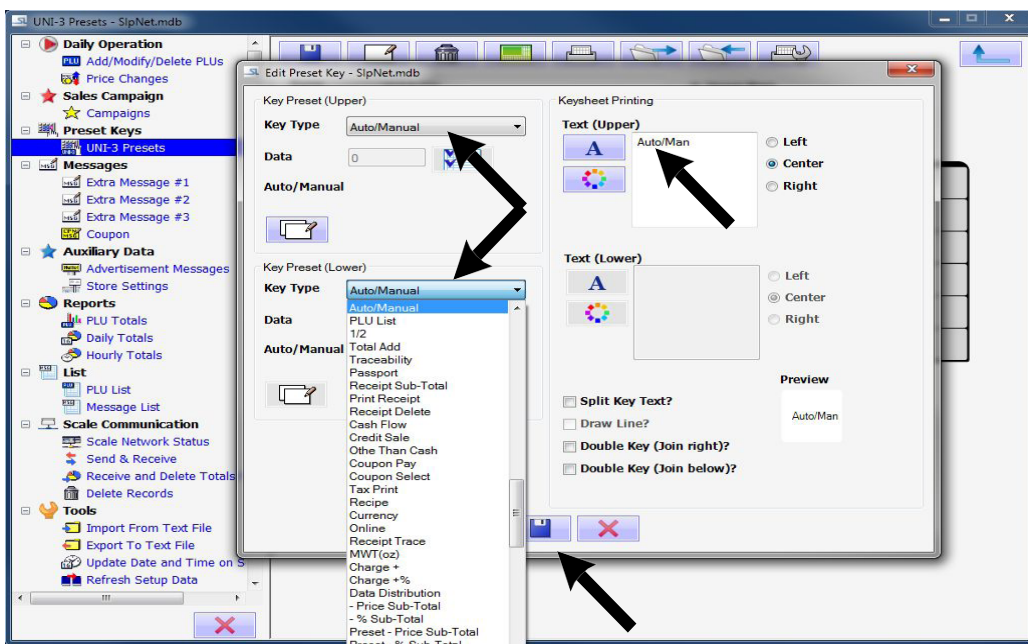 UNI-3 Presets - SlpNet.mdb
Daily Operation
PLU Add/Modify/Delete PLUs
Price Changes
Sales Campaign
Campaigns
Preset Keys
UNI-3 Presets
Messages
Extra Message #1
Extra Message #2
Extra Message #3
Coupon
Auxiliary Data
Advertisement Messages
Store Settings
Reports
PLU Totals
Daily Totals
Hourly Totals
List
PLU List
Message List
Scale Communication
Scale Network Status
Send & Receive
Receive and Delete Totals
Delete Records
Tools
Import From Text File
Export To Text File
Update Date and Time on S
Refresh Setup Data
Edit Preset Key - SlpNet.mdb
Key Preset (Upper)
Key Type Auto/Manual
Data 0
Auto/Manual
Key Preset (Lower)
Key Type Auto/Manual
Data
Auto/Manual
Auto/Manual
PLU List
1/2
Total Add
Traceability
Passport
Receipt Sub-Total
Print Receipt
Receipt Delete
Cash Flow
Credit Sale
Othe Than Cash
Coupon Pay
Coupon Select
Tax Print
Recipe
Currency
Online
Receipt Trace
MWT(oz)
Charge +
Charge +%
Data Distribution
- Price Sub-Total
- % Sub-Total
Preset - Price Sub-Total
Preset - % Sub-Total
Keysheet Printing
Text (Upper)
A
Auto/Man
Left
Center
Right
Text (Lower)
A
Left
Center
Right
Preview
Auto/Man
Split Key Text?
Draw Line?
Double Key (Join right)?
Double Key (Join below)?